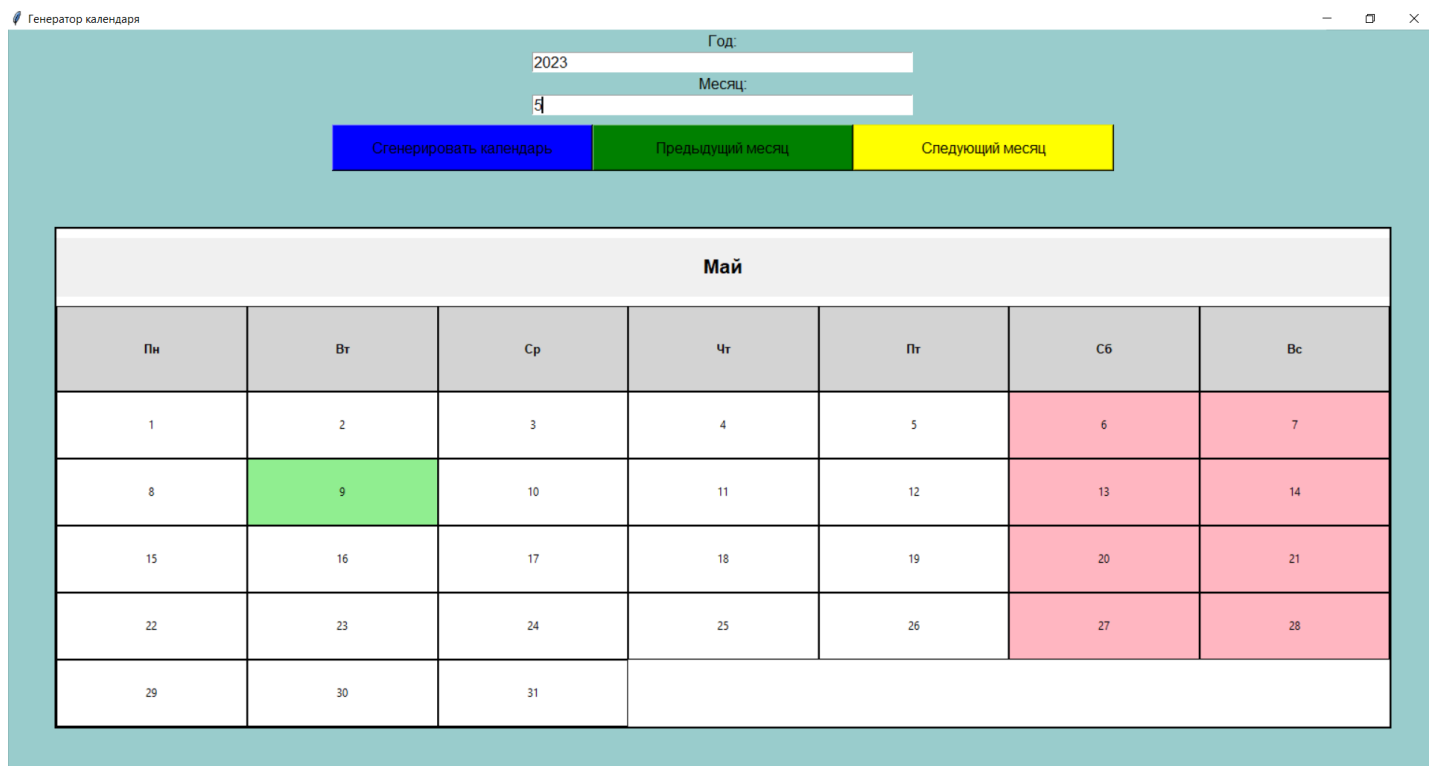 Генератор календаря
Год:
2023
Месяц:
5
Сгенерировать календарь Предыдущий месяц Следующий месяц
Май
Пн Вт Ср Чт Пт Сб Вс
1 2 3 4 5 6 7
8 9 10 11 12 13 14
15 16 17 18 19 20 21
22 23 24 25 26 27 28
29 30 31